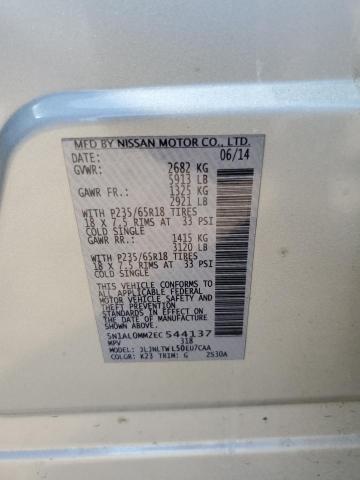 MFD BY NISSAN MOTOR CO., LTD.
DATE: 06/14
GVWR: 2682 KG
5913 LB
GAWR FR.: 1325 KG
2921 LB
WITH P235/65R18 TIRES
18 X 7.5 RIMS AT 33 PSI
COLD SINGLE
GAWR RR.: 1415 KG
3120 LB
WITH P235/65R18 TIRES
18 X 7.5 RIMS AT 33 PSI
COLD SINGLE
THIS VEHICLE CONFORMS TO
ALL APPLICABLE FEDERAL
MOTOR VEHICLE SAFETY
STANDARDS IN EFFECT ON
THE DATE OF MANUFACTURE
SHOWN ABOVE
5N1AL0MM2EC 544137
MPV 318
MODEL:
COLOR: K23 TRIM: G 2S30A